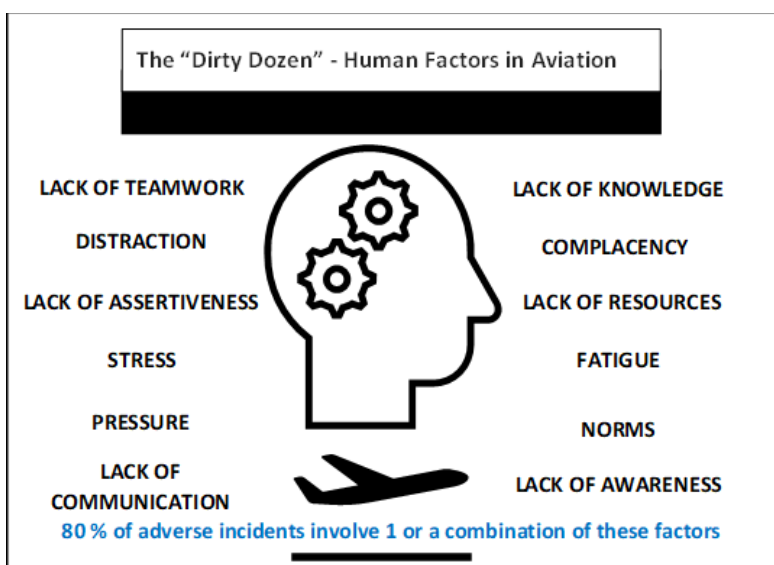 The “Dirty Dozen” - Human Factors in Aviation
LACK OF TEAMWORK
DISTRACTION
LACK OF ASSERTIVENESS
STRESS
PRESSURE
LACK OF
COMMUNICATION
LACK OF KNOWLEDGE
COMPLACENCY
LACK OF RESOURCES
FATIGUE
NORMS
LACK OF AWARENESS
80 % of adverse incidents involve 1 or a combination of these factors